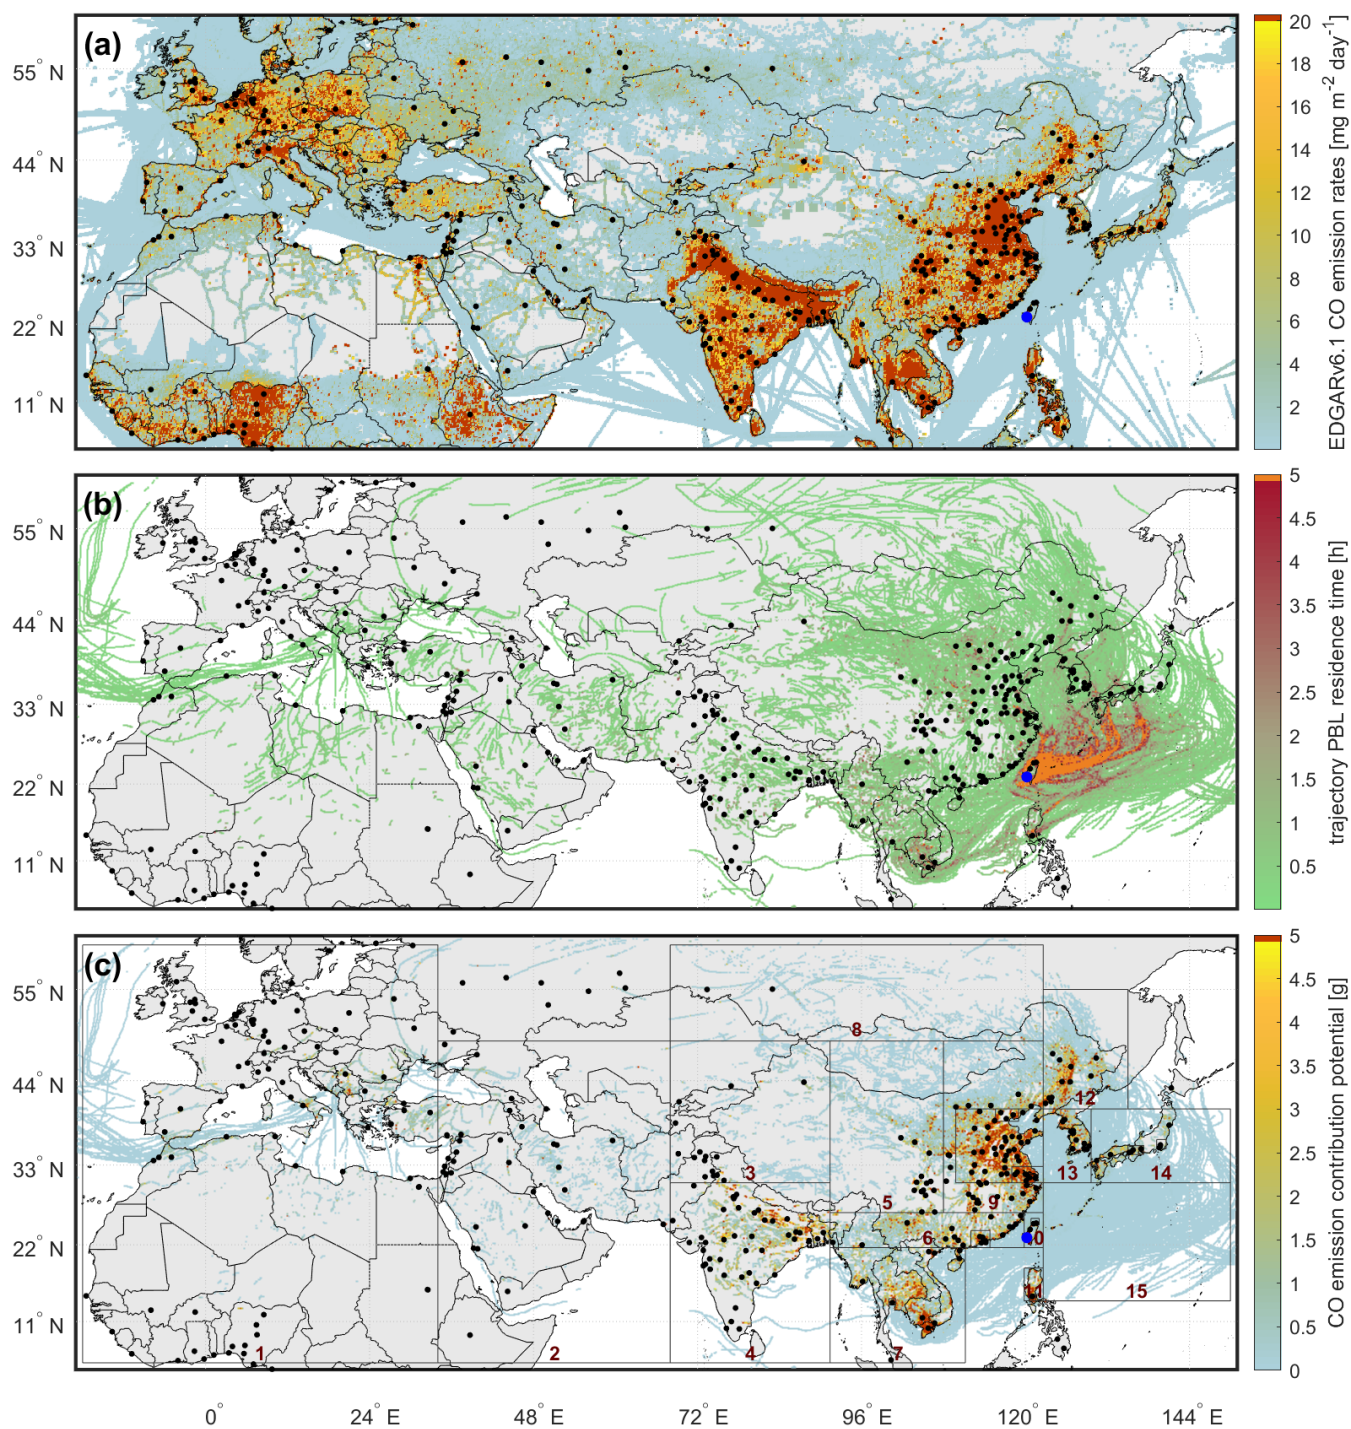 (a)
55° N
44° N
33° N
22° N
11° N
20
18
16
14
12
10
8
6
4
2
EDGARv6.1 CO emission rates [mg m-2 day-1]
(b)
55° N
44° N
33° N
22° N
11° N
5
4.5
4
3.5
3
2.5
2
1.5
1
0.5
trajectory PBL residence time [h]
(c)
55° N
44° N
33° N
22° N
11° N
8
12
3
13
14
5
9
6
0
11
15
1
2
4
7
5
4.5
4
3.5
3
2.5
2
1.5
1
0.5
0
CO emission contribution potential [g]
0°
24° E
48° E
72° E
96° E
120° E
144° E